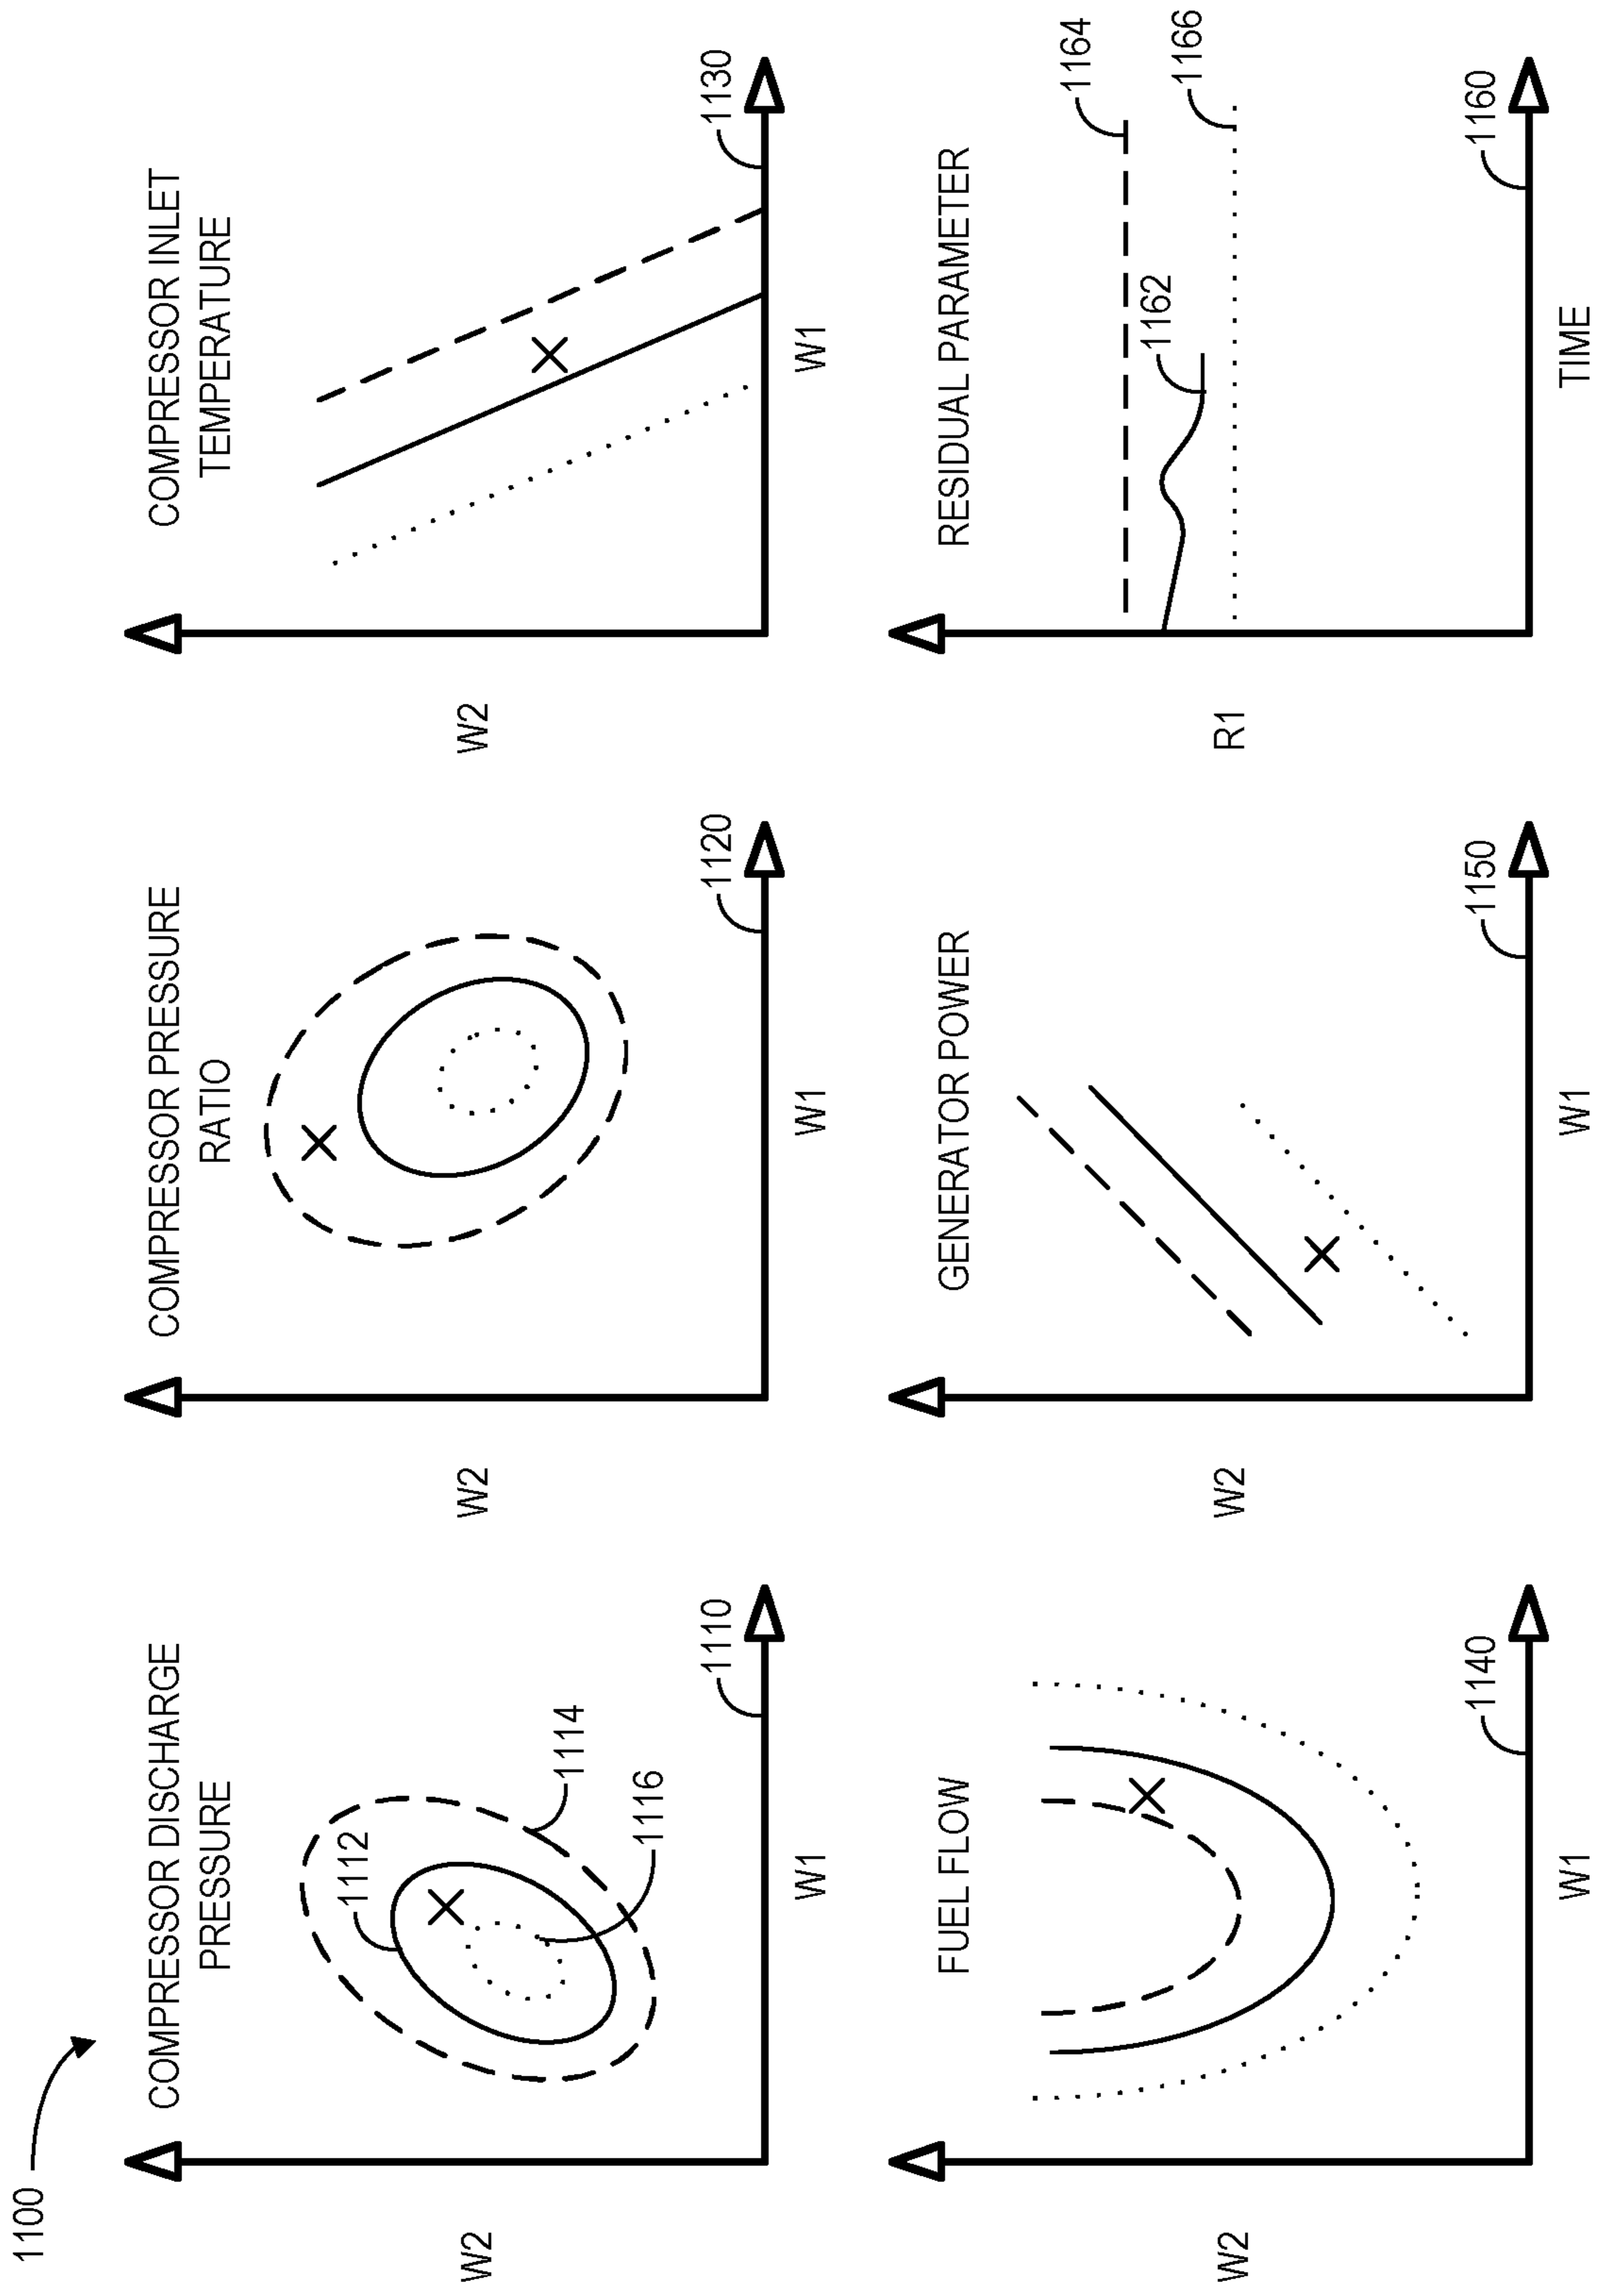 1100
COMPRESSOR DISCHARGE
PRESSURE
1112
1114
1116
1110
W2
W1
COMPRESSOR PRESSURE
RATIO
1120
W2
W1
COMPRESSOR INLET
TEMPERATURE
1130
W2
W1
FUEL FLOW
1140
W2
W1
GENERATOR POWER
1150
W2
W1
RESIDUAL PARAMETER
1164
1166
1162
1160
R1
TIME